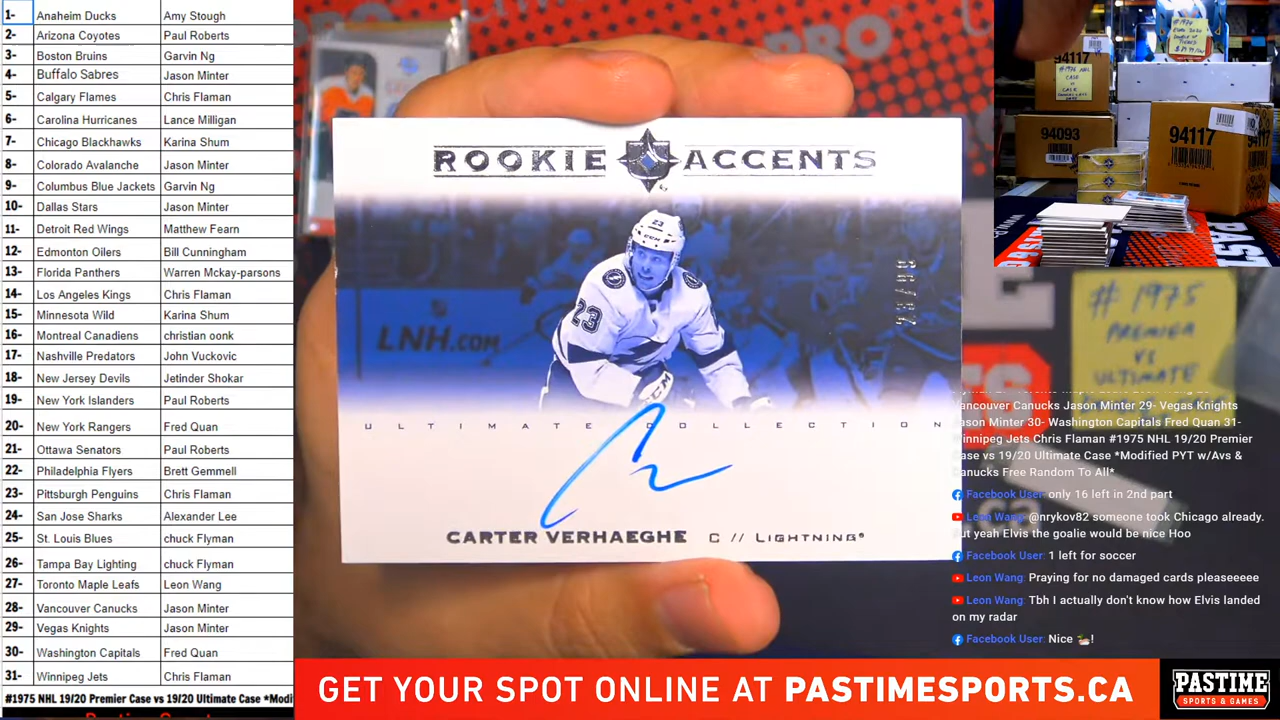 1- Anaheim Ducks Amy Stough
2- Arizona Coyotes Paul Roberts
3- Boston Bruins Garvin Ng
4- Buffalo Sabres Jason Minter
5- Calgary Flames Chris Flaman
6- Carolina Hurricanes Lance Milligan
7- Chicago Blackhawks Karina Shum
8- Colorado Avalanche Jason Minter
9- Columbus Blue Jackets Garvin Ng
10- Dallas Stars Jason Minter
11- Detroit Red Wings Matthew Fearn
12- Edmonton Oilers Bill Cunningham
13- Florida Panthers Warren Mckay-parsons
14- Los Angeles Kings Chris Flaman
15- Minnesota Wild Karina Shum
16- Montreal Canadiens christian oonk
17- Nashville Predators John Vuckovic
18- New Jersey Devils Jetinder Shokar
19- New York Islanders Paul Roberts
20- New York Rangers Fred Quan
21- Ottawa Senators Paul Roberts
22- Philadelphia Flyers Brett Gemmell
23- Pittsburgh Penguins Chris Flaman
24- San Jose Sharks Alexander Lee
25- St. Louis Blues chuck Flyman
26- Tampa Bay Lighting chuck Flyman
27- Toronto Maple Leafs Leon Wang
28- Vancouver Canucks Jason Minter
29- Vegas Knights Jason Minter
30- Washington Capitals Fred Quan
31- Winnipeg Jets Chris Flaman
#1975 NHL 19/20 Premier Case vs 19/20 Ultimate Case *Modi
ROOKIE ACCENTS
23
LNH.COM
ULTIMATE COLLECTION
CARTER VERHAEGHE C // LIGHTNING
94117
94093
94117
# 1975
PREMIER
VS
ULTIMATE
Vancouver Canucks Jason Minter 29- Vegas Knights
Jason Minter 30- Washington Capitals Fred Quan 31-
Winnipeg Jets Chris Flaman #1975 NHL 19/20 Premier
Case vs 19/20 Ultimate Case *Modified PYT w/Avs &
Canucks Free Random To All*
Facebook User: only 16 left in 2nd part
Leon Wang: @nrykov82 someone took Chicago already.
But yeah Elvis the goalie would be nice Hoo
Facebook User: 1 left for soccer
Leon Wang: Praying for no damaged cards pleaseeeee
Leon Wang: Tbh I actually don't know how Elvis landed
on my radar
Facebook User: Nice !
GET YOUR SPOT ONLINE AT PASTIMESPORTS.CA
PASTIME
SPORTS & GAMES